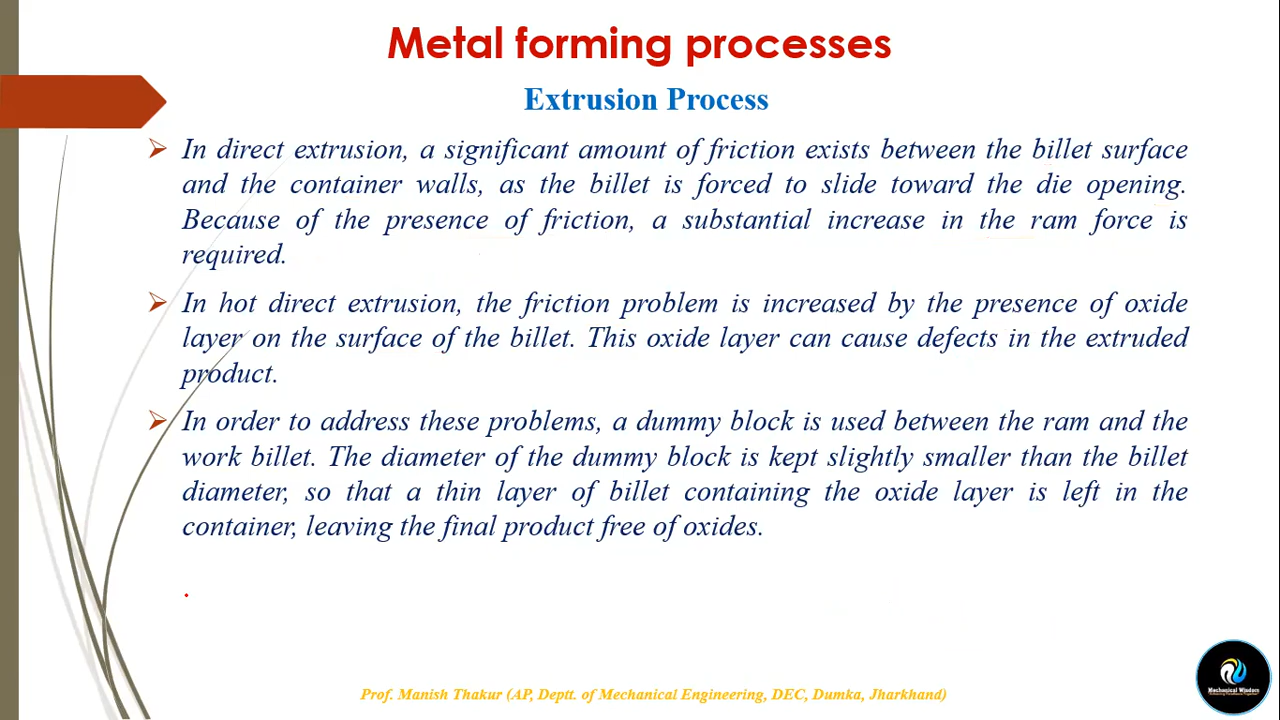 Metal forming processes
Extrusion Process
In direct extrusion, a significant amount of friction exists between the billet surface
and the container walls, as the billet is forced to slide toward the die opening.
Because of the presence of friction, a substantial increase in the ram force is
required.
In hot direct extrusion, the friction problem is increased by the presence of oxide
layer on the surface of the billet. This oxide layer can cause defects in the extruded
product.
In order to address these problems, a dummy block is used between the ram and the
work billet. The diameter of the dummy block is kept slightly smaller than the billet
diameter, so that a thin layer of billet containing the oxide layer is left in the
container, leaving the final product free of oxides.
Prof. Manish Thakur (AP, Deptt. of Mechanical Engineering, DEC, Dumka, Jharkhand)
Mechanical Wisdom